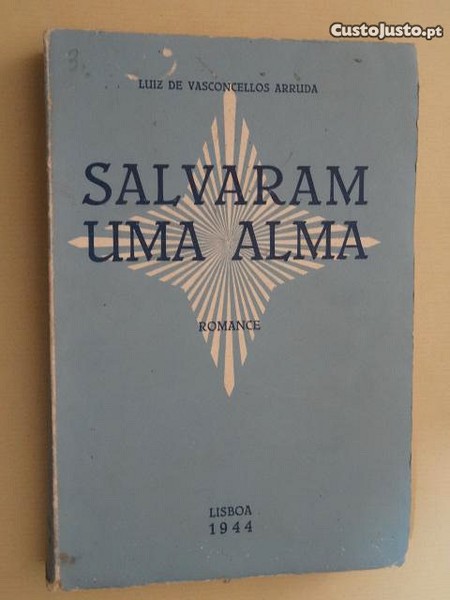 CustoJusto.pt
LUIZ DE VASCONCELLOS ARRUDA
SALVARAM
UMA ALMA
ROMANCE
LISBOA
1944